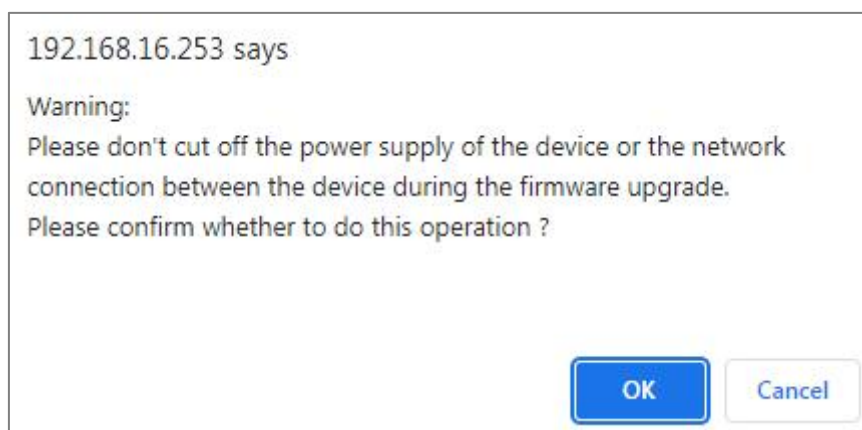 192.168.16.253 says
Warning:
Please don't cut off the power supply of the device or the network
connection between the device during the firmware upgrade.
Please confirm whether to do this operation ?
OK
Cancel